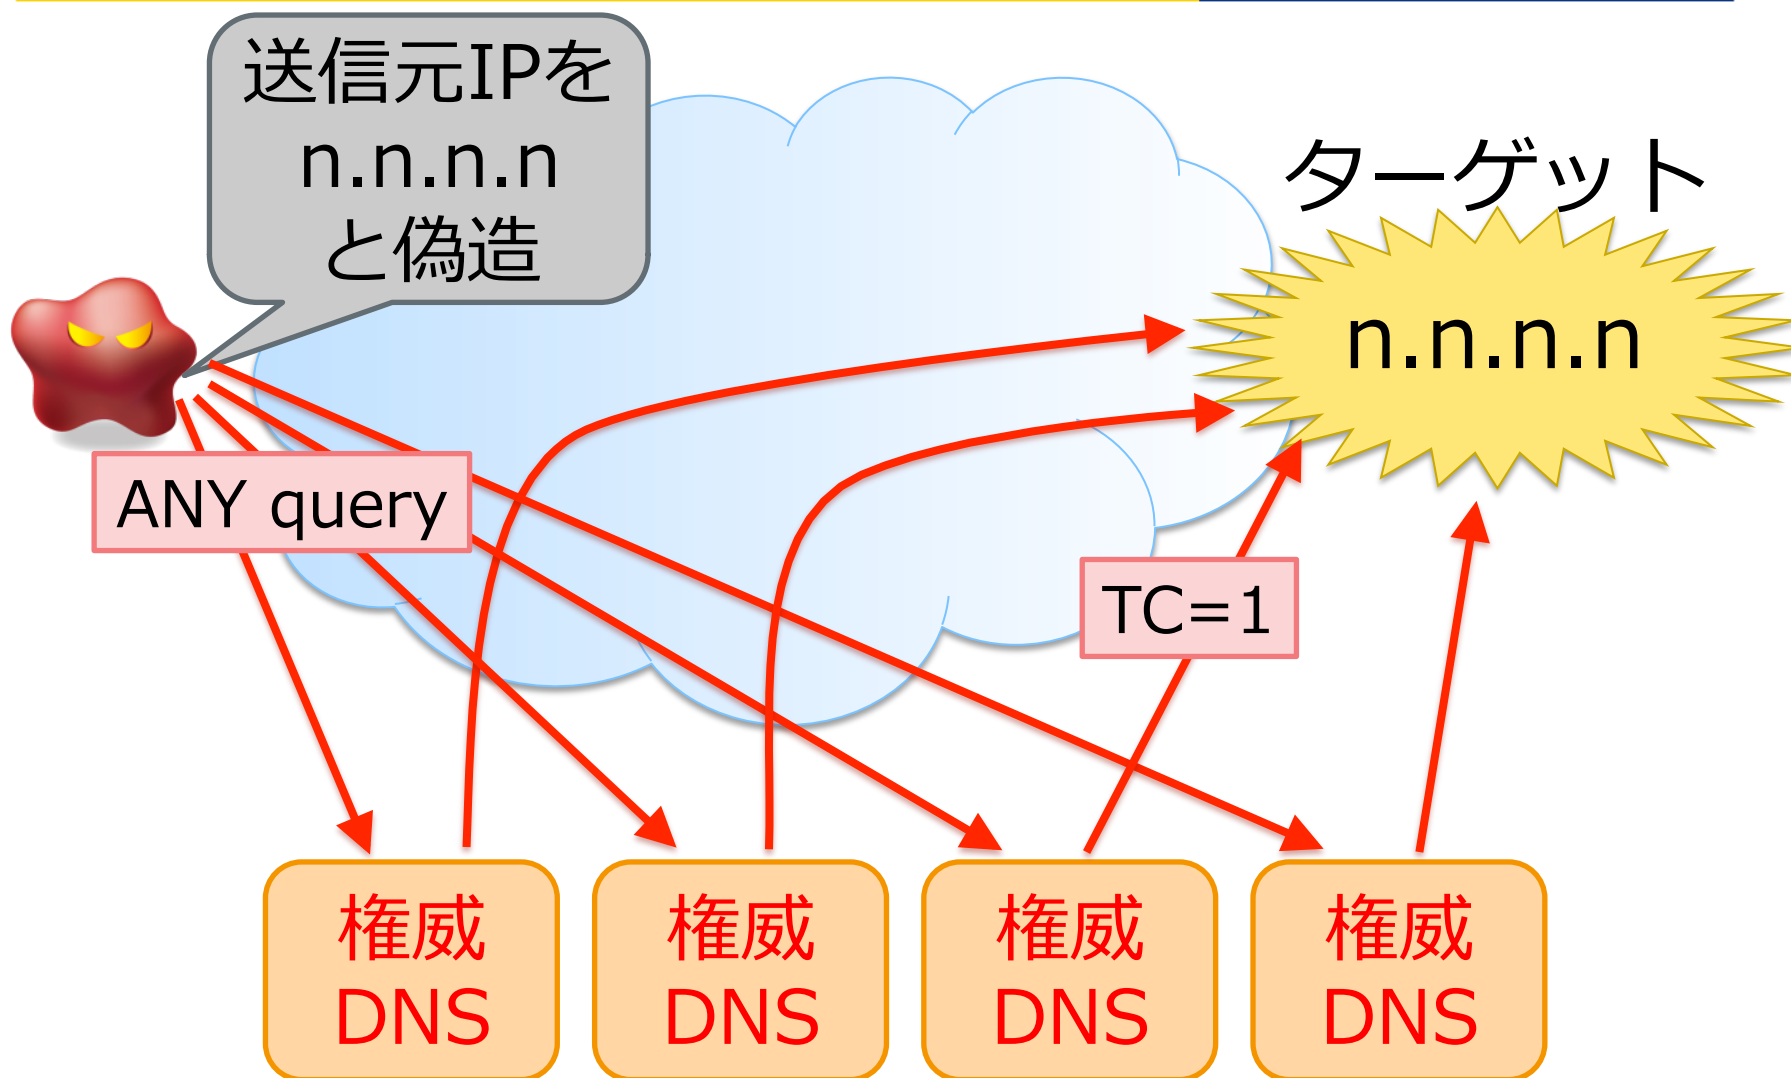 送信元IPを
n.n.n.n
と偽造
ターゲット
n.n.n.n
ANY query
TC=1
権威
DNS
権威
DNS
権威
DNS
権威
DNS